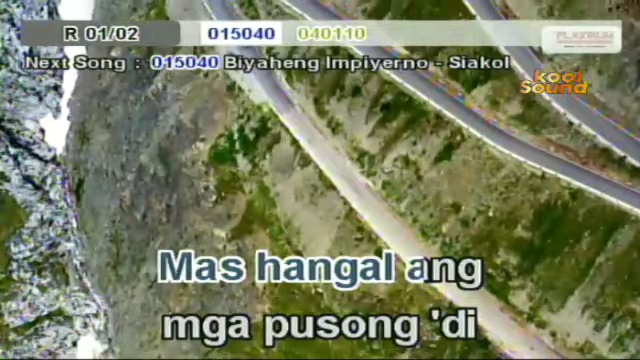 R 01/02 015040 040110 PLATINUM
Next Song : 015040 Biyaheng Impiyerno - Siakol
kool
sound
Mas hangal ang
mga pusong 'di